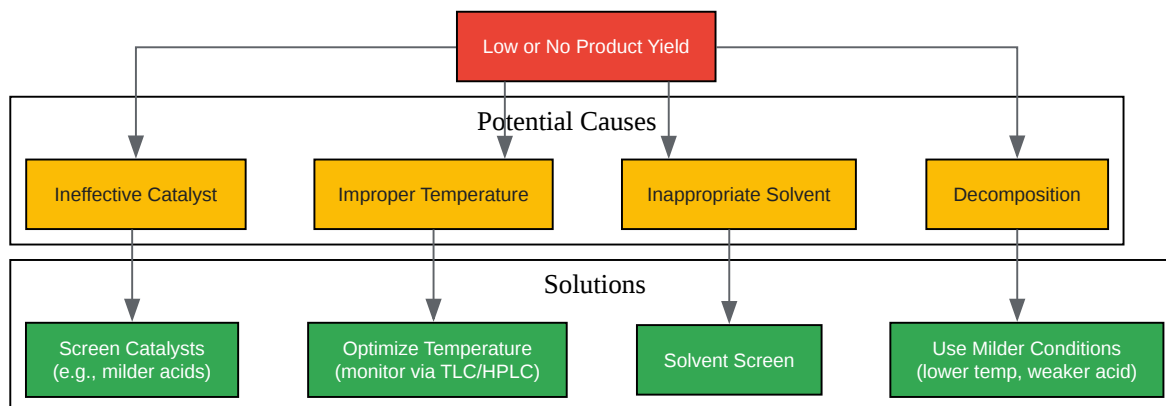 Low or No Product Yield
Potential Causes
Ineffective Catalyst
Improper Temperature
Inappropriate Solvent
Decomposition
Solutions
Screen Catalysts
(e.g., milder acids)
Optimize Temperature
(monitor via TLC/HPLC)
Solvent Screen
Use Milder Conditions
(lower temp, weaker acid)